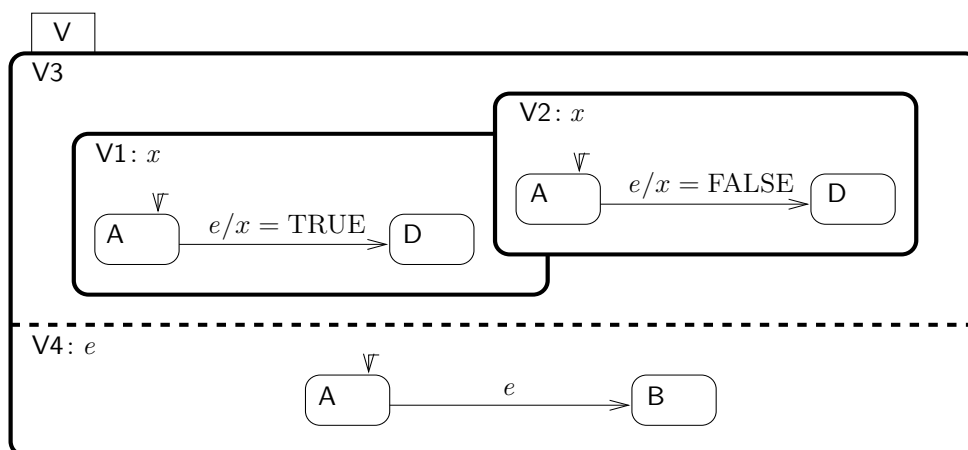 V
V3
V2: x
V1: x
A
e/x = FALSE
D
A
e/x = TRUE
D
V4: e
A
e
B